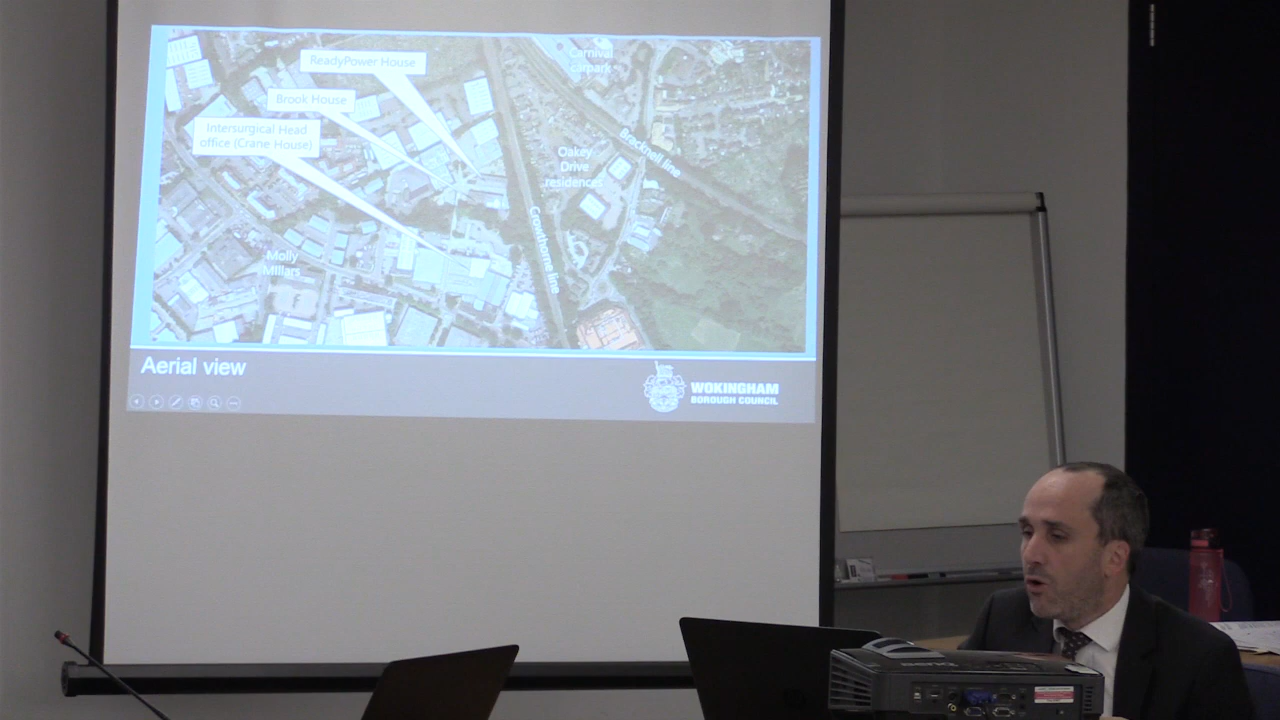 ReadyPower House
Carnival
carpark
Brook House
Intersurgical Head
office (Crane House)
Bracknell line
Oakey
Drive
residences
Crowthorne line
Molly
Millars
Aerial view
WOKINGHAM
BOROUGH COUNCIL
BenQ